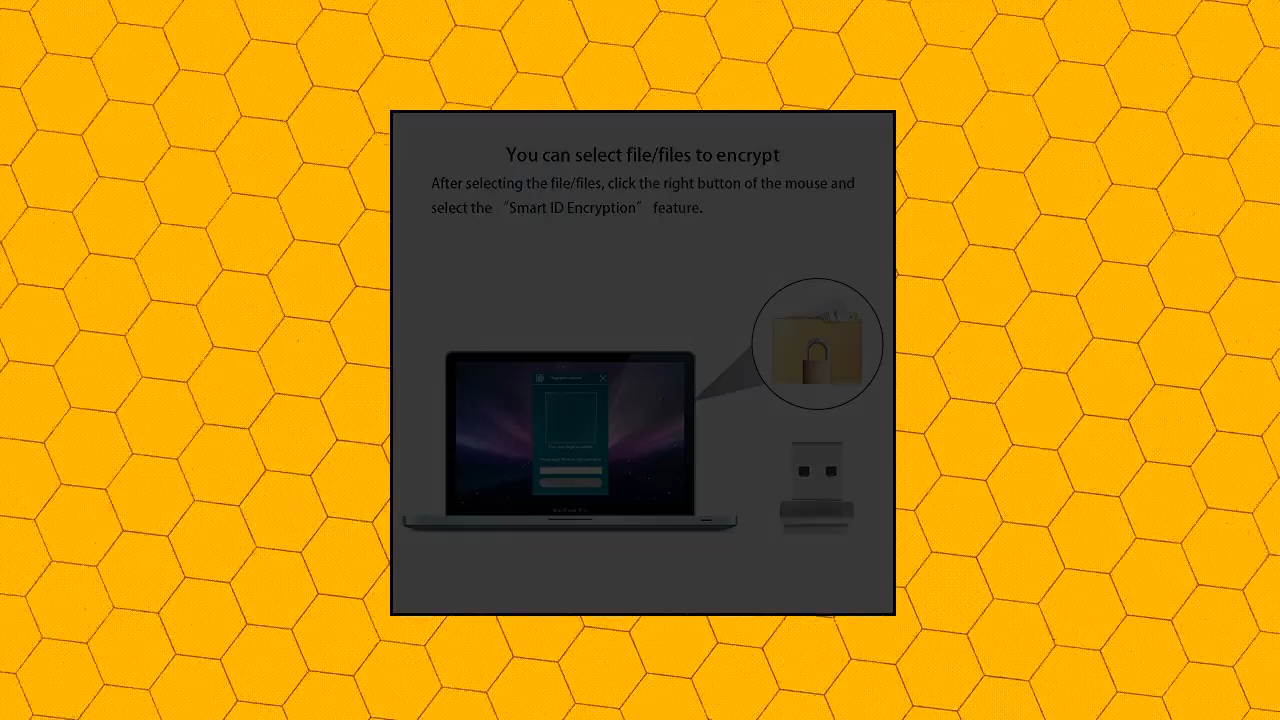 You can select file/files to encrypt
After selecting the file/files, click the right button of the mouse and
select the “Smart ID Encryption” feature.